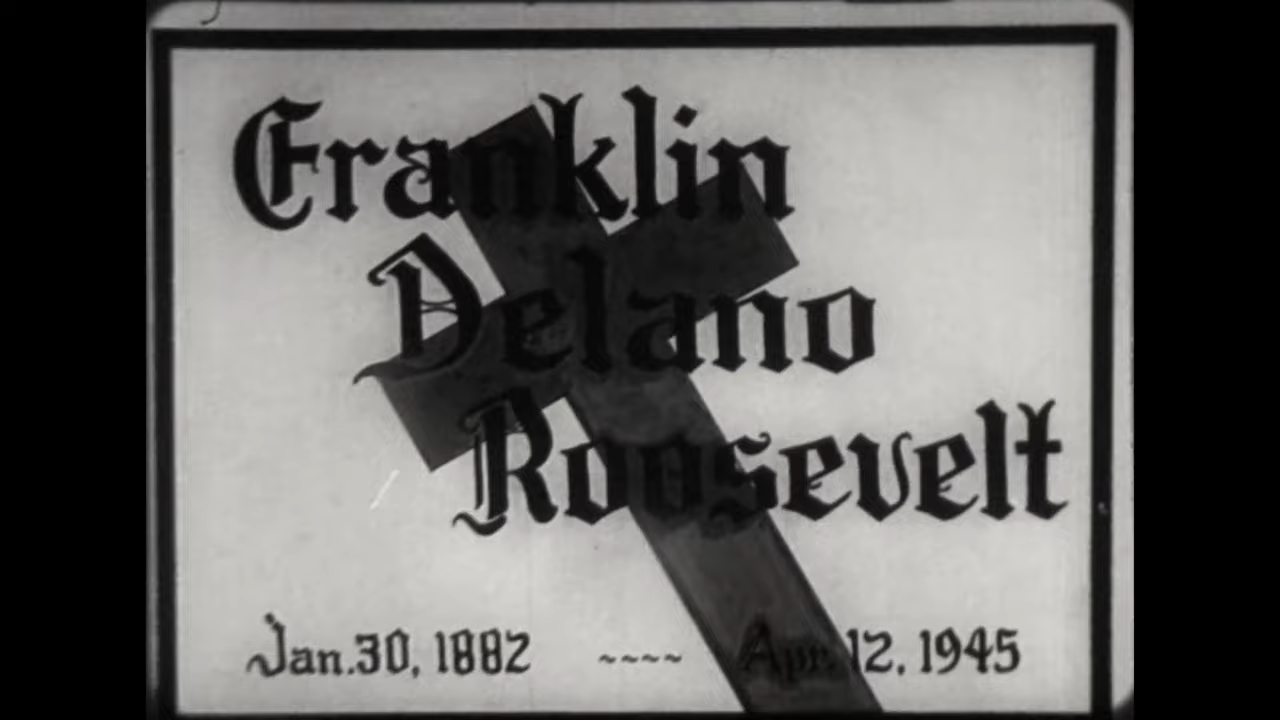 Franklin
Delano
Roosevelt
Jan.30, 1882 ~~~~ Apr. 12, 1945